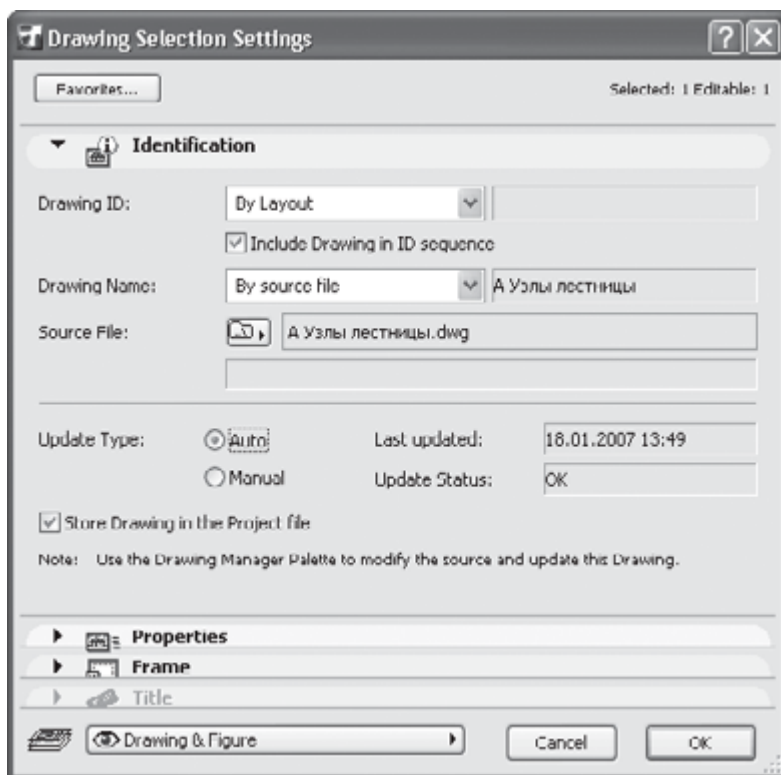 Drawing Selection Settings
Favorites...
Selected: 1 Editable: 1
Identification
Drawing ID: By Layout
Include Drawing in ID sequence
Drawing Name: By source file А Узлы лестницы
Source File: А Узлы лестницы.dwg
Update Type: Auto Last updated: 18.01.2007 13:49
Manual Update Status: OK
Store Drawing in the Project file
Note: Use the Drawing Manager Palette to modify the source and update this Drawing.
Properties
Frame
Title
Drawing & Figure Cancel OK